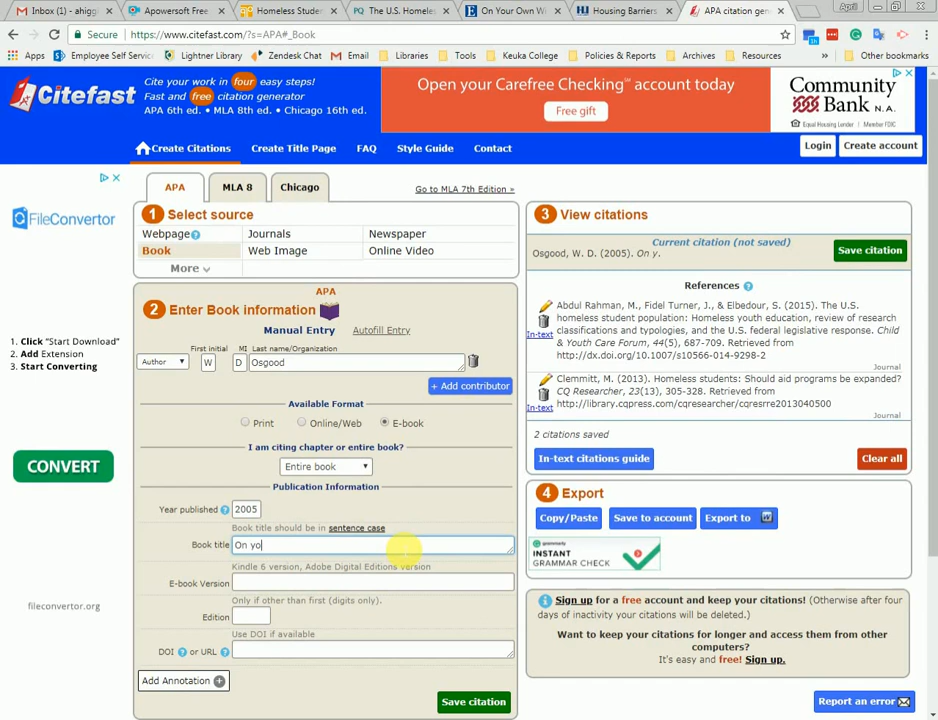 Inbox (731) - ahiggi
Apowersoft Free
Homeless Studen
The U.S. Homeles
On Your Own Wi
Housing Barriers
APA citation gen
April
Secure | https://www.citefast.com/?s=APA#_Book
Apps
Employee Self Servic
Lightner Library
Zendesk Chat
Email
Libraries
Tools
Kuder College
Policies & Reports
Archives
Resources
»
Other bookmarks
Citefast
Cite your work in four easy steps!
Fast and free citation generator
APA 6th ed. • MLA 8th ed. • Chicago 16th ed.
Open your Carefree Checking™ account today
Free gift
Community
Bank N.A.
Equal Housing Lender | Member FDIC
Create Citations
Create Title Page
FAQ
Style Guide
Contact
Login
Create account
FileConvertor
1. Click "Start Download"
2. Add Extension
3. Start Converting
CONVERT
fileconvertor.org
APA
MLA 8
Chicago
Go to MLA 7th Edition »
1 Select source
Webpage ?
Journals
Newspaper
Book
Web Image
Online Video
More
APA
2 Enter Book information
Manual Entry
Autofill Entry
First initial
MI
Last name/Organization
Author
W
D
Osgood
+ Add contributor
Available Format
Print
Online/Web
E-book
I am citing chapter or entire book?
Entire book
Publication Information
Year published ? 2005
Book title should be in sentence case
Book title On yo
Kindle 6 version, Adobe Digital Editions version
E-book Version
Only if other than first (digits only).
Edition
Use DOI if available
DOI ? or URL ?
Add Annotation +
Save citation
3 View citations
Current citation (not saved)
Osgood, W. D. (2005). On y.
Save citation
References ?
Abdul Rahman, M., Fidel Turner, J., & Elbedour, S. (2015). The U.S.
homeless student population: Homeless youth education, review of research
classifications and typologies, and the U.S. federal legislative response. Child
& Youth Care Forum, 44(5), 687-709. Retrieved from
http://dx.doi.org/10.1007/s10566-014-9298-2
In-text
Journal
Clemmitt, M. (2013). Homeless students: Should aid programs be expanded?
CQ Researcher, 23(13), 305-328. Retrieved from
http://library.cqpress.com/cqresearcher/cqresrre2013040500
In-text
Journal
2 citations saved
In-text citations guide
Clear all
4 Export
Copy/Paste
Save to account
Export to
grammarly
INSTANT
GRAMMAR CHECK
Sign up for a free account and keep your citations! (Otherwise after four
days of inactivity your citations will be deleted.)
Want to keep your citations for longer and access them from other
computers?
It's easy and free! Sign up.
Report an error